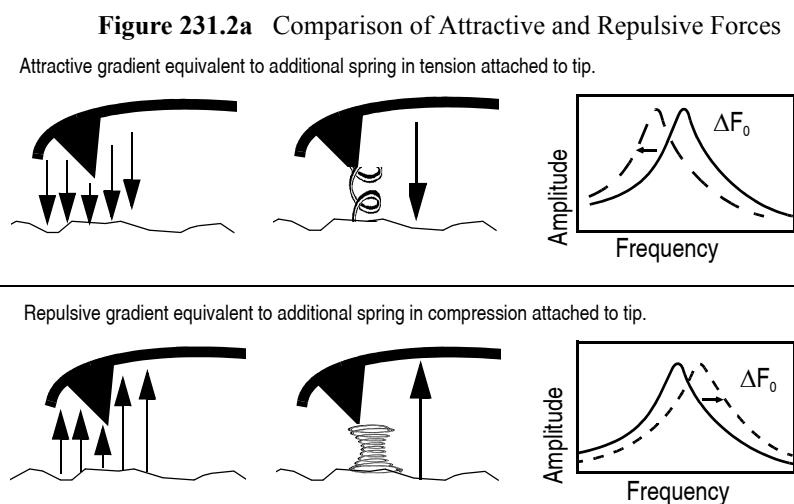 Figure 231.2a Comparison of Attractive and Repulsive Forces
Attractive gradient equivalent to additional spring in tension attached to tip.
Amplitude
ΔF₀
Frequency
Repulsive gradient equivalent to additional spring in compression attached to tip.
Amplitude
ΔF₀
Frequency